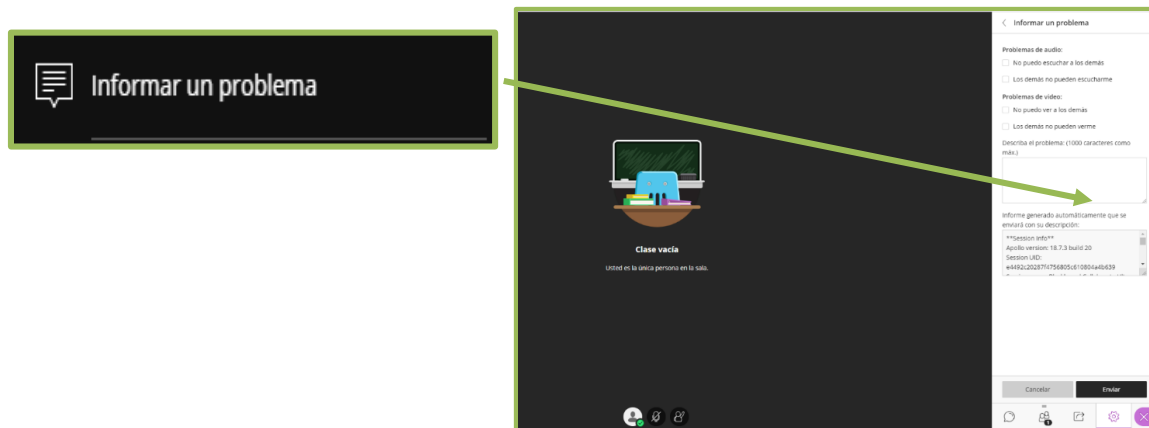 Informar un problema
Clase vacía
Usted es la única persona en la sala.
Informar un problema
Problemas de audio:
No puedo escuchar a los demás
Los demás no pueden escucharme
Problemas de vídeo:
No puedo ver a los demás
Los demás no pueden verme
Describa el problema: (1000 caracteres como
máx.)
Informe generado automáticamente que se
enviará con su descripción:
**Session info**
Apollo version: 18.7.3 build 20
Session UID:
e4492c20287f4756805c610804a4b639
Cancelar
Enviar
1